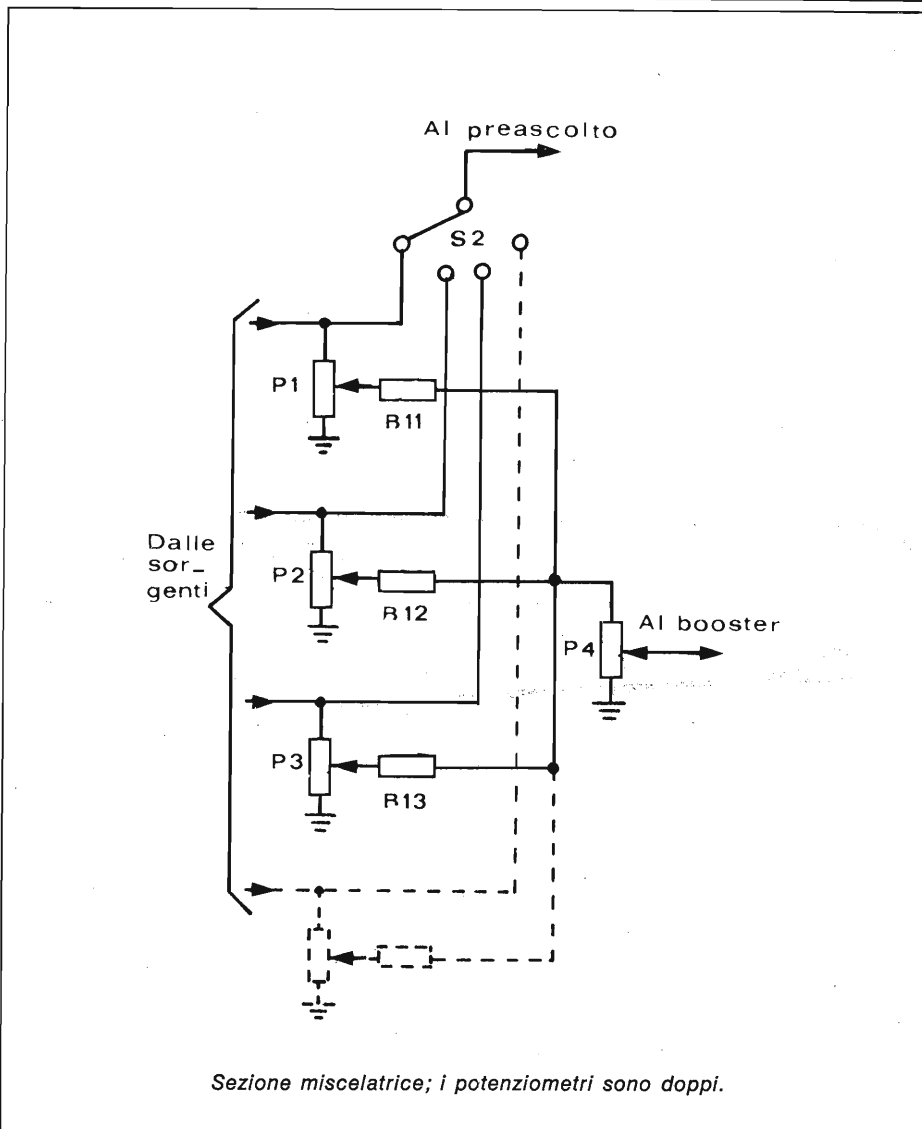 Al preascolto
S2
P1
R11
Dalle
sor_
genti
P2
R12
Al booster
P4
P3
R13
Sezione miscelatrice; i potenziometri sono doppi.